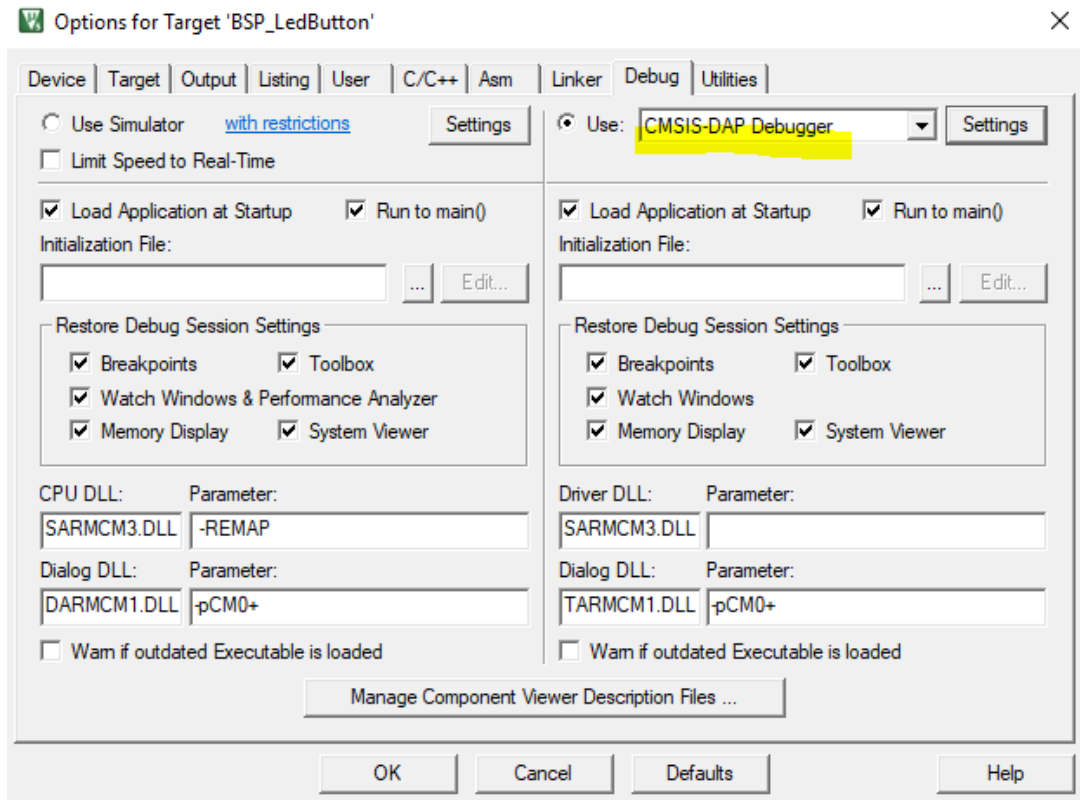 Options for Target 'BSP_LedButton'
Device Target Output Listing User C/C++ Asm Linker Debug Utilities
Use Simulator with restrictions Settings
Limit Speed to Real-Time
Use: CMSIS-DAP Debugger Settings
Load Application at Startup Run to main()
Initialization File:
... Edit...
Restore Debug Session Settings
Breakpoints Toolbox
Watch Windows & Performance Analyzer
Memory Display System Viewer
CPU DLL: Parameter:
SARMCM3.DLL -REMAP
Dialog DLL: Parameter:
DARMCM1.DLL -pCM0+
Warn if outdated Executable is loaded
Load Application at Startup Run to main()
Initialization File:
... Edit...
Restore Debug Session Settings
Breakpoints Toolbox
Watch Windows
Memory Display System Viewer
Driver DLL: Parameter:
SARMCM3.DLL
Dialog DLL: Parameter:
TARMCM1.DLL -pCM0+
Warn if outdated Executable is loaded
Manage Component Viewer Description Files ...
OK Cancel Defaults Help